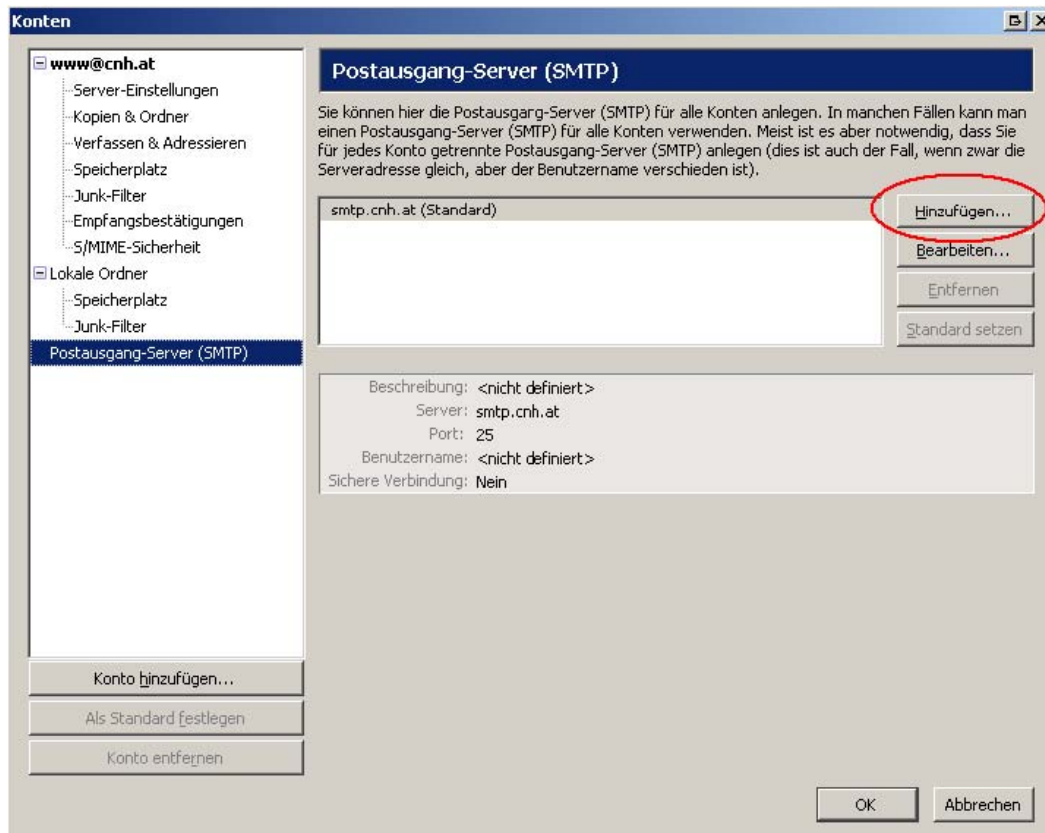 Konten
www@cnh.at
Server-Einstellungen
Kopien & Ordner
Verfassen & Adressieren
Speicherplatz
Junk-Filter
Empfangsbestätigungen
S/MIME-Sicherheit
Lokale Ordner
Speicherplatz
Junk-Filter
Postausgang-Server (SMTP)
Konto hinzufügen...
Als Standard festlegen
Konto entfernen
Postausgang-Server (SMTP)
Sie können hier die Postausgarg-Server (SMTP) für alle Konten anlegen. In manchen Fällen kann man
einen Postausgang-Server (SMTP) für alle Konten verwenden. Meist ist es aber notwendig, dass Sie
für jedes Konto getrennte Postausgang-Server (SMTP) anlegen (dies ist auch der Fall, wenn zwar die
Serveradresse gleich, aber der Benutzername verschieden ist).
smtp.cnh.at (Standard)
Hinzufügen...
Bearbeiten...
Entfernen
Standard setzen
Beschreibung: <nicht definiert>
Server: smtp.cnh.at
Port: 25
Benutzername: <nicht definiert>
Sichere Verbindung: Nein
OK
Abbrechen